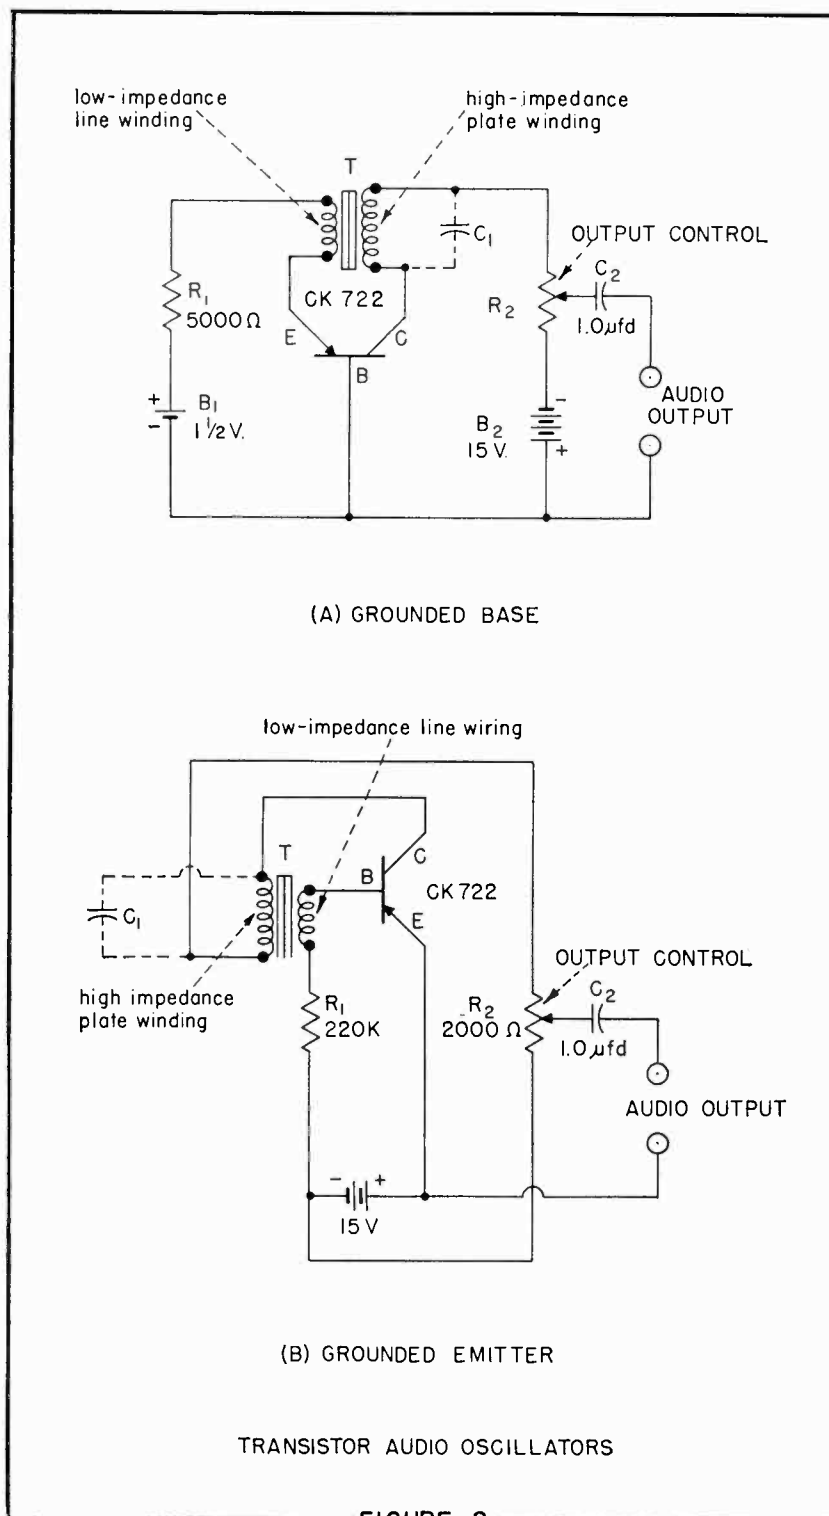 low-impedance
line winding
high-impedance
plate winding
T
C1
OUTPUT CONTROL
C2
R1
5000Ω
CK 722
R2
1.0µfd
E
C
B
+
-
B1
1 1/2 V.
-
B2
15 V.
+
AUDIO
OUTPUT
(A) GROUNDED BASE
low-impedance line wiring
T
C
B
CK 722
E
C1
high impedance
plate winding
OUTPUT CONTROL
C2
R1
220K
R2
2000 Ω
1.0µfd
AUDIO OUTPUT
- +
15 V
(B) GROUNDED EMITTER
TRANSISTOR AUDIO OSCILLATORS
FIGURE